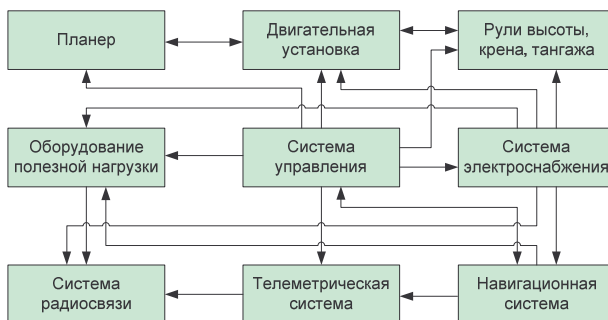 Планер
Двигательная
установка
Рули высоты,
крена, тангажа
Оборудование
полезной нагрузки
Система
управления
Система
электроснабжения
Система
радиосвязи
Телеметрическая
система
Навигационная
система